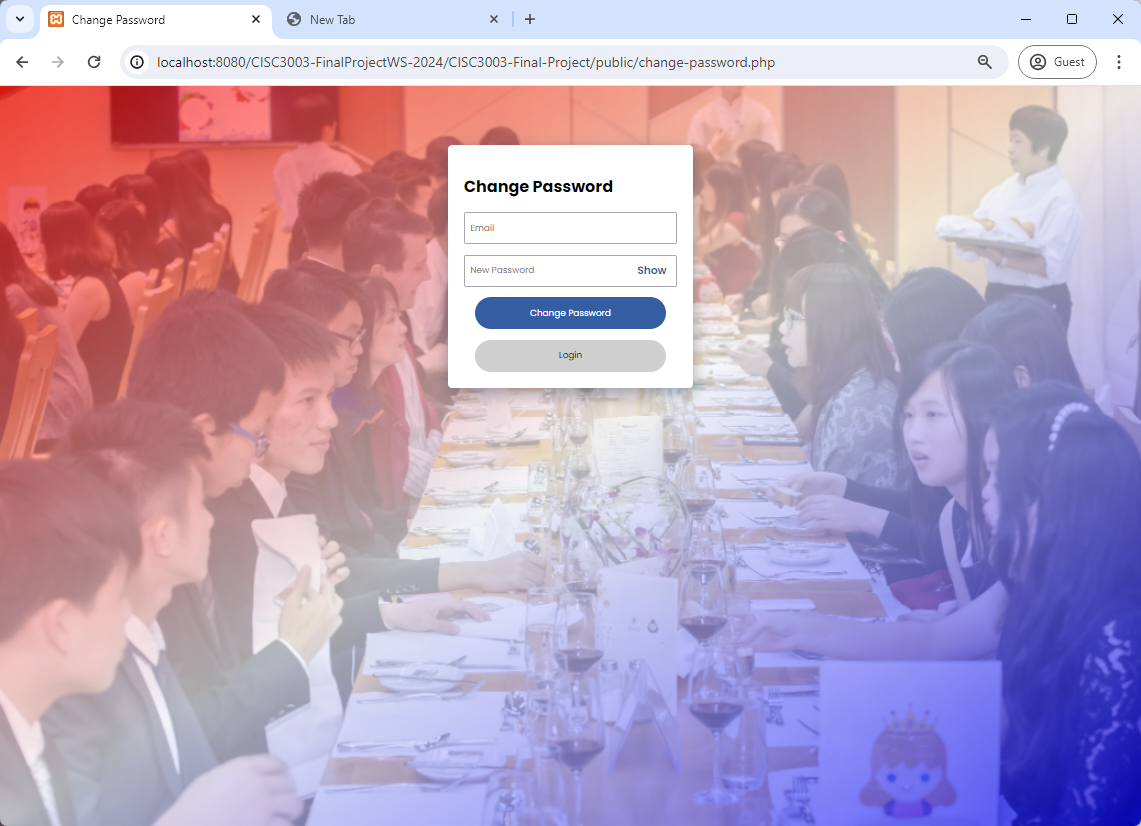 Change Password
New Tab
localhost:8080/CISC3003-FinalProjectWS-2024/CISC3003-Final-Project/public/change-password.php
Guest
Change Password
Email
New Password
Show
Change Password
Login